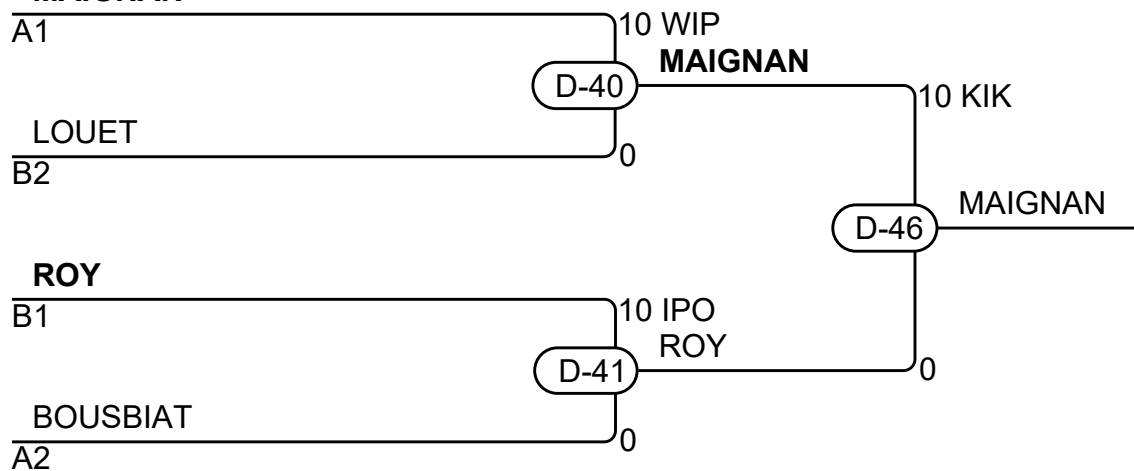 A1
10 WIP
MAIGNAN
D-40
10 KIK
LOUET
0
B2
MAIGNAN
D-46
ROY
B1
10 IPO
ROY
D-41
0
BOUSBIAT
0
A2